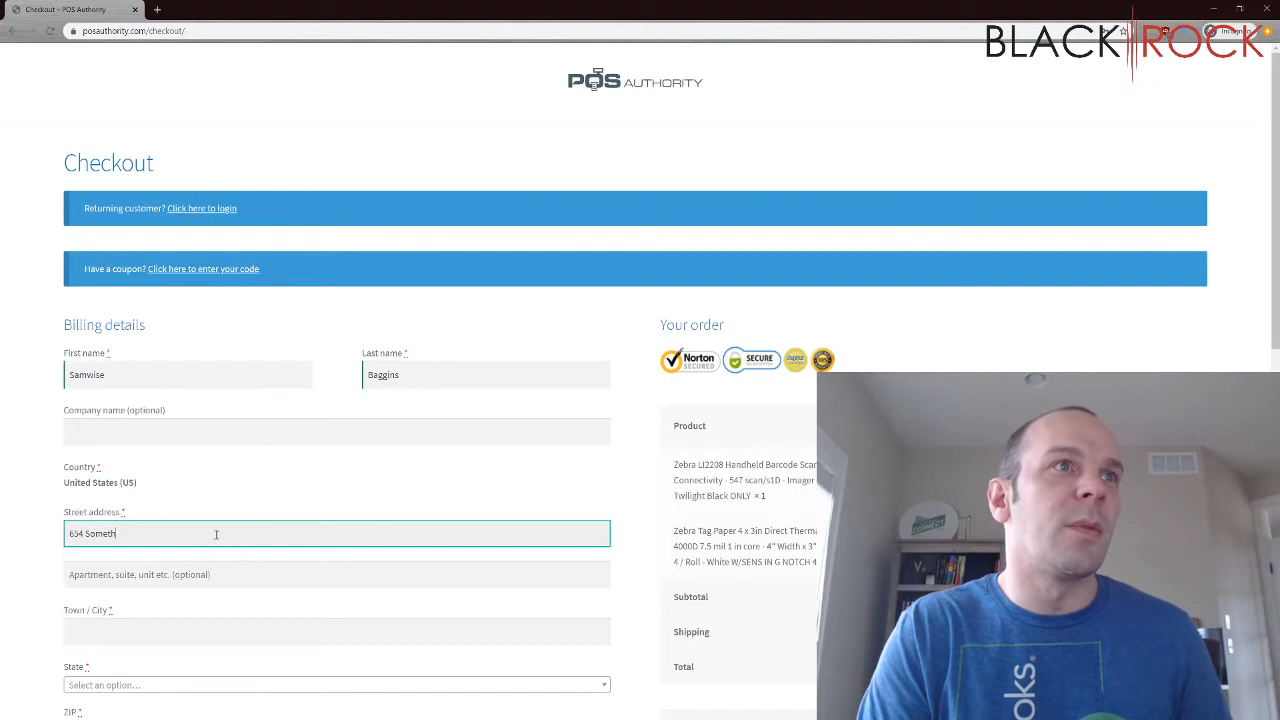 Checkout – POS Authority
posauthority.com/checkout/
BLACK ROCK
POS AUTHORITY
Checkout
Returning customer? Click here to login
Have a coupon? Click here to enter your code
Billing details
Your order
First name *
Last name *
Norton
SECURED
SECURE
Samwise
Baggins
Company name (optional)
Product
Country *
Zebra LI2208 Handheld Barcode Scan
United States (US)
Connectivity - 547 scan/s1D - Imager
Twilight Black ONLY × 1
Street address *
654 Someth
Zebra Tag Paper 4 x 3in Direct Therma
4000D 7.5 mil 1 in core - 4" Width x 3"
4 / Roll - White W/SENS IN G NOTCH 4
Apartment, suite, unit etc. (optional)
Subtotal
Town / City *
Shipping
State *
Total
Select an option...
ZIP *
CONNECT
oks.